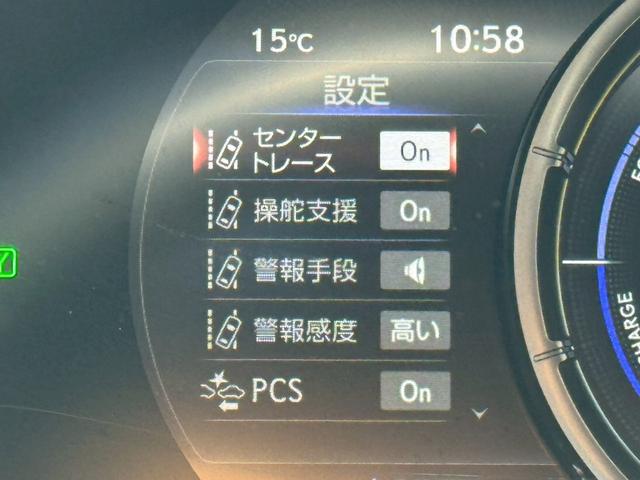 15℃
10:58
設定
センター
トレース
On
操舵支援
On
警報手段
警報感度
高い
PCS
On
CHARGE